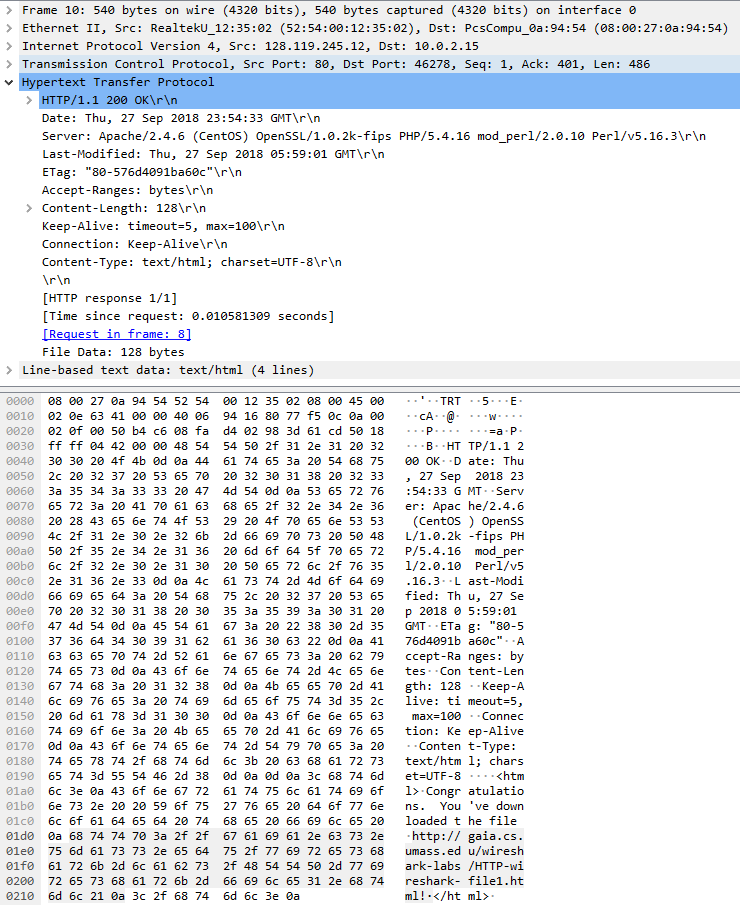 Frame 10: 540 bytes on wire (4320 bits), 540 bytes captured (4320 bits) on interface 0
Ethernet II, Src: RealtekU_12:35:02 (52:54:00:12:35:02), Dst: PcsCompu_0a:94:54 (08:00:27:0a:94:54)
Internet Protocol Version 4, Src: 128.119.245.12, Dst: 10.0.2.15
Transmission Control Protocol, Src Port: 80, Dst Port: 46278, Seq: 1, Ack: 401, Len: 486
Hypertext Transfer Protocol
HTTP/1.1 200 OK\r\n
Date: Thu, 27 Sep 2018 23:54:33 GMT\r\n
Server: Apache/2.4.6 (CentOS) OpenSSL/1.0.2k-fips PHP/5.4.16 mod_perl/2.0.10 Perl/v5.16.3\r\n
Last-Modified: Thu, 27 Sep 2018 05:59:01 GMT\r\n
ETag: "80-576d4091ba60c"\r\n
Accept-Ranges: bytes\r\n
Content-Length: 128\r\n
Keep-Alive: timeout=5, max=100\r\n
Connection: Keep-Alive\r\n
Content-Type: text/html; charset=UTF-8\r\n
\r\n
[HTTP response 1/1]
[Time since request: 0.010581309 seconds]
[Request in frame: 8]
File Data: 128 bytes
Line-based text data: text/html (4 lines)
0000 08 00 27 0a 94 54 52 54 00 12 35 02 08 00 45 00 ··'··TRT ··5···E·
0010 02 0e 63 41 00 00 40 06 94 16 80 77 f5 0c 0a 00 ··cA··@· ···w····
0020 02 0f 00 50 b4 c6 08 fa d4 02 98 3d 61 cd 50 18 ···P···· ···=a·P·
0030 ff ff 04 42 00 00 48 54 54 50 2f 31 2e 31 20 32 ···B··HT TP/1.1 2
0040 30 30 20 4f 4b 0d 0a 44 61 74 65 3a 20 54 68 75 00 OK··D ate: Thu
0050 2c 20 32 37 20 53 65 70 20 32 30 31 38 20 32 33 , 27 Sep  2018 23
0060 3a 35 34 3a 33 33 20 47 4d 54 0d 0a 53 65 72 76 :54:33 G MT··Serv
0070 65 72 3a 20 41 70 61 63 68 65 2f 32 2e 34 2e 36 er: Apac he/2.4.6
0080 20 28 43 65 6e 74 4f 53 29 20 4f 70 65 6e 53 53  (CentOS ) OpenSS
0090 4c 2f 31 2e 30 2e 32 6b 2d 66 69 70 73 20 50 48 L/1.0.2k -fips PH
00a0 50 2f 35 2e 34 2e 31 36 20 6d 6f 64 5f 70 65 72 P/5.4.16  mod_per
00b0 6c 2f 32 2e 30 2e 31 30 20 50 65 72 6c 2f 76 35 l/2.0.10  Perl/v5
00c0 2e 31 36 2e 33 0d 0a 4c 61 73 74 2d 4d 6f 64 69 .16.3··L ast-Modi
00d0 66 69 65 64 3a 20 54 68 75 2c 20 32 37 20 53 65 fied: Th u, 27 Se
00e0 70 20 32 30 31 38 20 30 35 3a 35 39 3a 30 31 20 p 2018 0 5:59:01
00f0 47 4d 54 0d 0a 45 54 61 67 3a 20 22 38 30 2d 35 GMT··ETa g: "80-5
0100 37 36 64 34 30 39 31 62 61 36 30 63 22 0d 0a 41 76d4091b a60c"··A
0110 63 63 65 70 74 2d 52 61 6e 67 65 73 3a 20 62 79 ccept-Ra nges: by
0120 74 65 73 0d 0a 43 6f 6e 74 65 6e 74 2d 4c 65 6e tes··Con tent-Len
0130 67 74 68 3a 20 31 32 38 0d 0a 4b 65 65 70 2d 41 gth: 128 ··Keep-A
0140 6c 69 76 65 3a 20 74 69 6d 65 6f 75 74 3d 35 2c live: ti meout=5,
0150 20 6d 61 78 3d 31 30 30 0d 0a 43 6f 6e 6e 65 63  max=100 ··Connec
0160 74 69 6f 6e 3a 20 4b 65 65 70 2d 41 6c 69 76 65 tion: Ke ep-Alive
0170 0d 0a 43 6f 6e 74 65 6e 74 2d 54 79 70 65 3a 20 ··Conten t-Type:
0180 74 65 78 74 2f 68 74 6d 6c 3b 20 63 68 61 72 73 text/htm l; chars
0190 65 74 3d 55 54 46 2d 38 0d 0a 0d 0a 3c 68 74 6d et=UTF-8 ····<htm
01a0 6c 3e 0a 43 6f 6e 67 72 61 74 75 6c 61 74 69 6f l>·Congr atulatio
01b0 6e 73 2e 20 20 59 6f 75 27 76 65 20 64 6f 77 6e ns.  You 've down
01c0 6c 6f 61 64 65 64 20 74 68 65 20 66 69 6c 65 20 loaded t he file
01d0 0a 68 74 74 70 3a 2f 2f 67 61 69 61 2e 63 73 2e ·http:// gaia.cs.
01e0 75 6d 61 73 73 2e 65 64 75 2f 77 69 72 65 73 68 umass.ed u/wiresh
01f0 61 72 6b 2d 6c 61 62 73 2f 48 54 54 50 2d 77 69 ark-labs /HTTP-wi
0200 72 65 73 68 61 72 6b 2d 66 69 6c 65 31 2e 68 74 reshark- file1.ht
0210 6d 6c 21 0a 3c 2f 68 74 6d 6c 3e 0a ml!·</ht ml>·